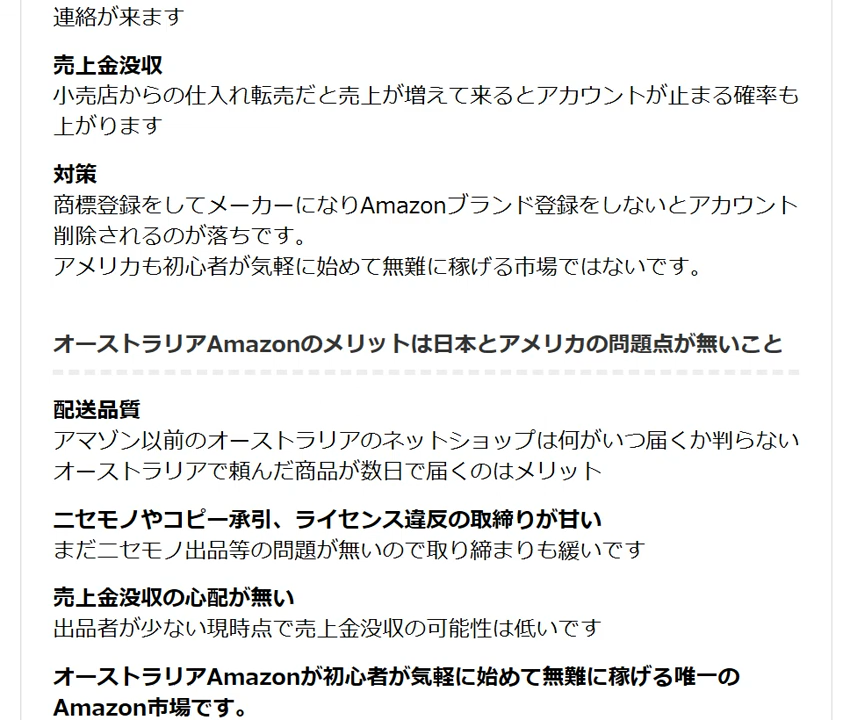 連絡が来ます
売上金没収
小売店からの仕入れ転売だと売上が増えて来るとアカウントが止まる確率も
上がります
対策
商標登録をしてメーカーになりAmazonブランド登録をしないとアカウント
削除されるのが落ちです。
アメリカも初心者が気軽に始めて無難に稼げる市場ではないです。
オーストラリアAmazonのメリットは日本とアメリカの問題点が無いこと
配送品質
アマゾン以前のオーストラリアのネットショップは何がいつ届くか判らない
オーストラリアで頼んだ商品が数日で届くのはメリット
ニセモノやコピー承引、ライセンス違反の取締りが甘い
まだニセモノ出品等の問題が無いので取り締まりも緩いです
売上金没収の心配が無い
出品者が少ない現時点で売上金没収の可能性は低いです
オーストラリアAmazonが初心者が気軽に始めて無難に稼げる唯一の
Amazon市場です。